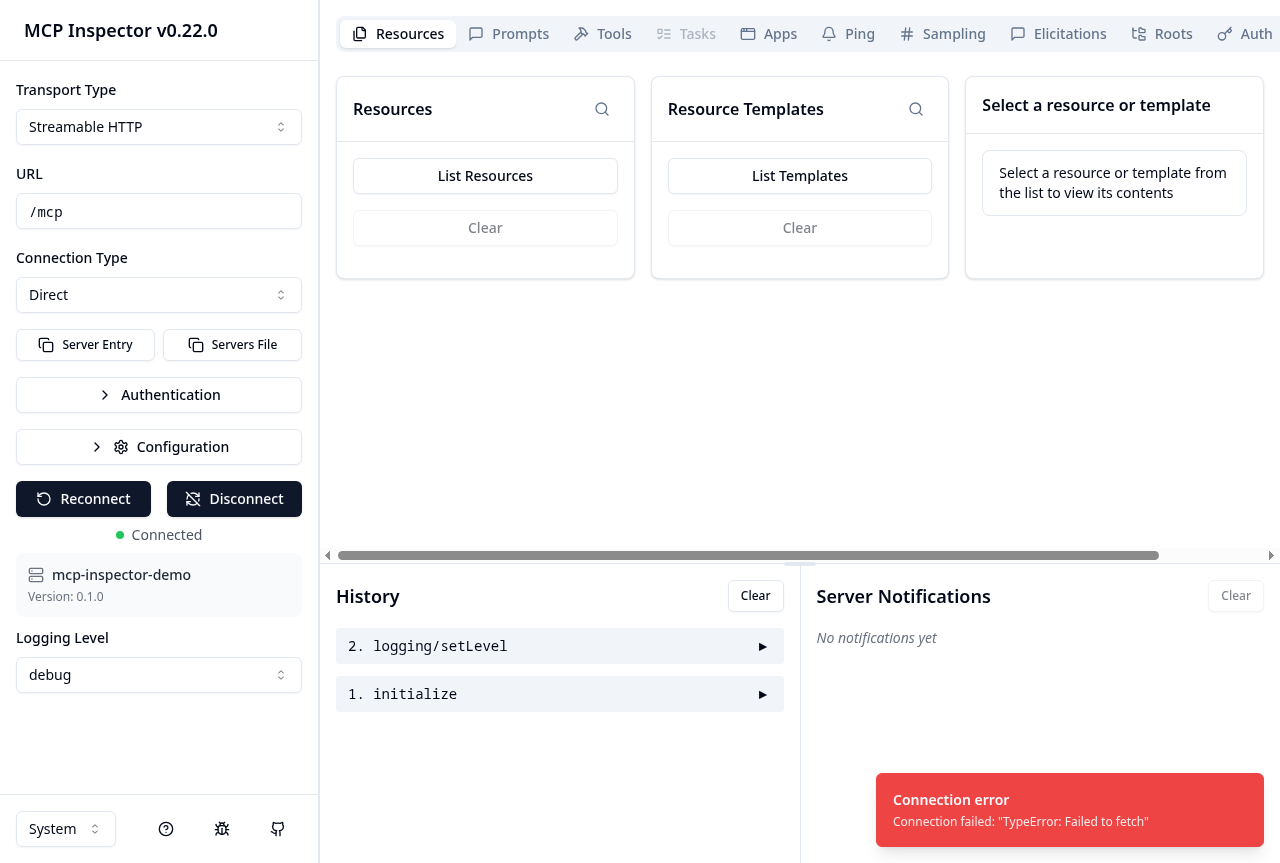 MCP Inspector v0.22.0
Transport Type
Streamable HTTP
URL
/mcp
Connection Type
Direct
Server Entry
Servers File
Authentication
Configuration
Reconnect
Disconnect
Connected
mcp-inspector-demo
Version: 0.1.0
Logging Level
debug
System
Resources
Prompts
Tools
Tasks
Apps
Ping
Sampling
Elicitations
Roots
Auth
Resources
List Resources
Clear
Resource Templates
List Templates
Clear
Select a resource or template
Select a resource or template from
the list to view its contents
History
Clear
2. logging/setLevel
1. initialize
Server Notifications
Clear
No notifications yet
Connection error
Connection failed: "TypeError: Failed to fetch"